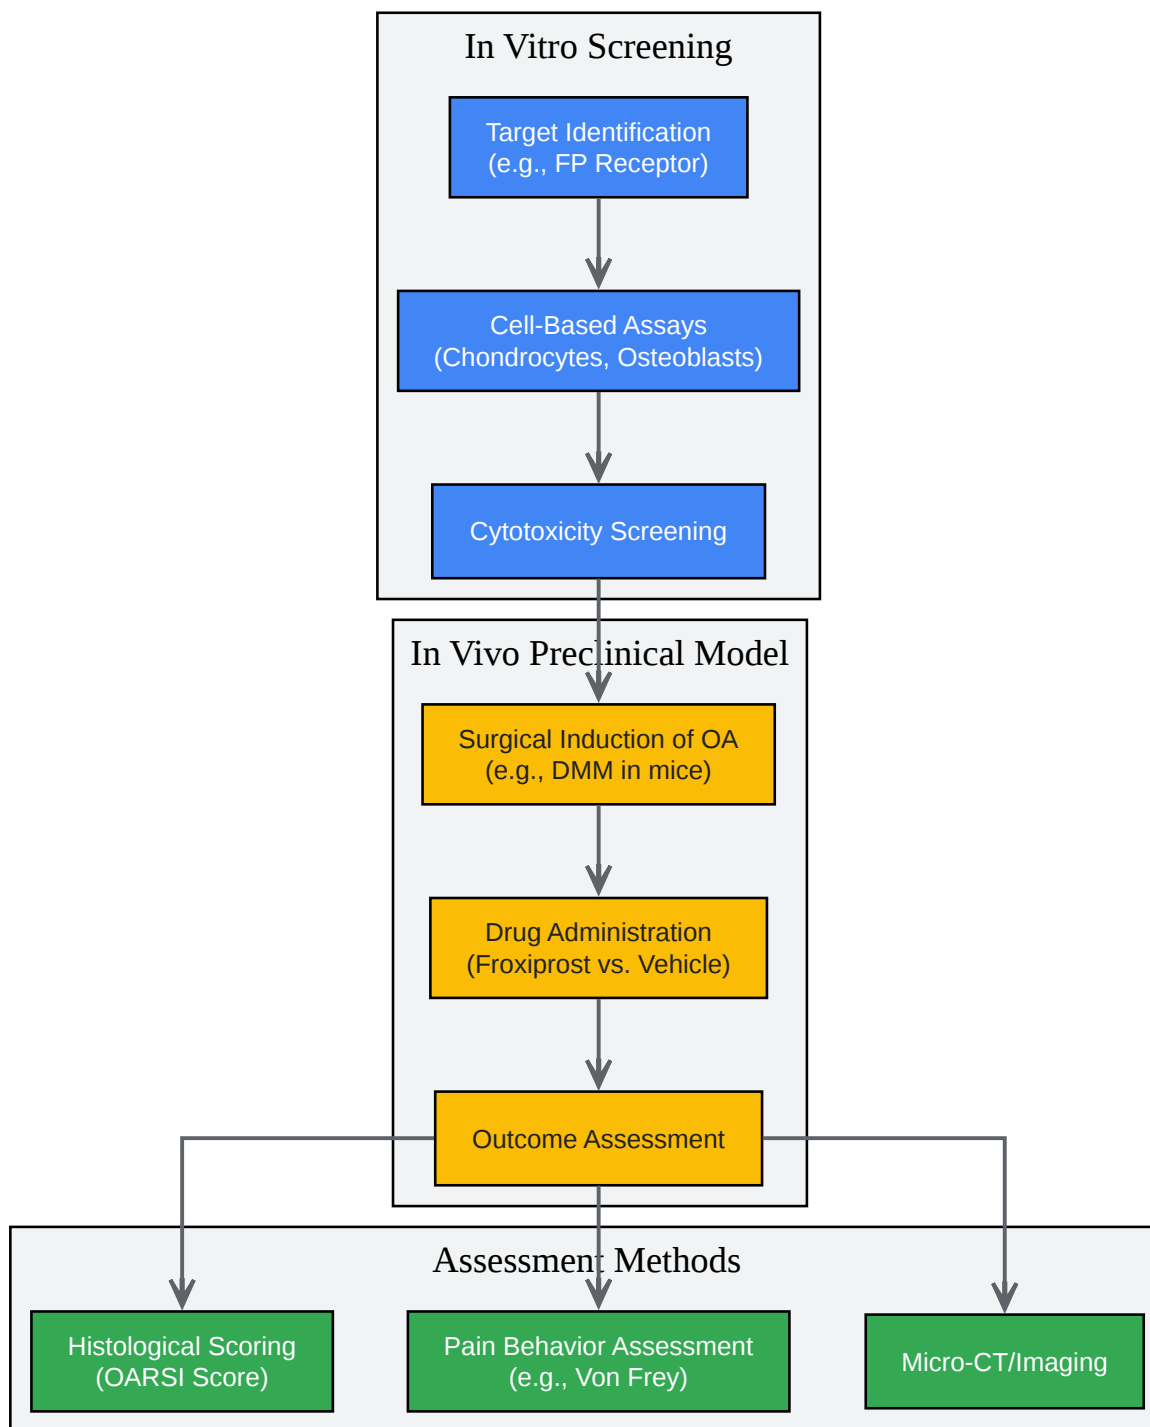 In Vitro Screening
Target Identification
(e.g., FP Receptor)
Cell-Based Assays
(Chondrocytes, Osteoblasts)
Cytotoxicity Screening
In Vivo Preclinical Model
Surgical Induction of OA
(e.g., DMM in mice)
Drug Administration
(Froxiprost vs. Vehicle)
Outcome Assessment
Assessment Methods
Histological Scoring
(OARSI Score)
Pain Behavior Assessment
(e.g., Von Frey)
Micro-CT/Imaging